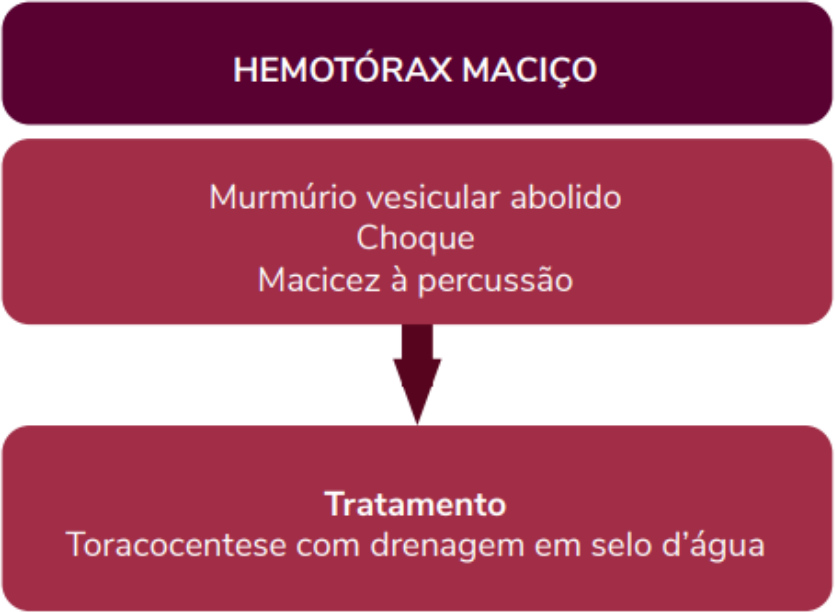 HEMOTÓRAX MACIÇO
Murmúrio vesicular abolido
Choque
Macicez à percussão
Tratamento
Toracocentese com drenagem em selo d’água